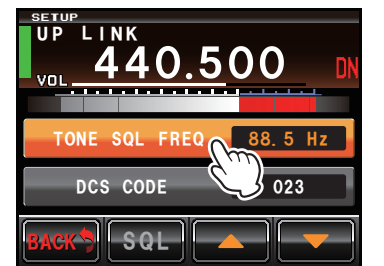 SETUP
UP LINK
440.500 DN
VOL
TONE SQL FREQ 88.5 Hz
DCS CODE 023
BACK SQL